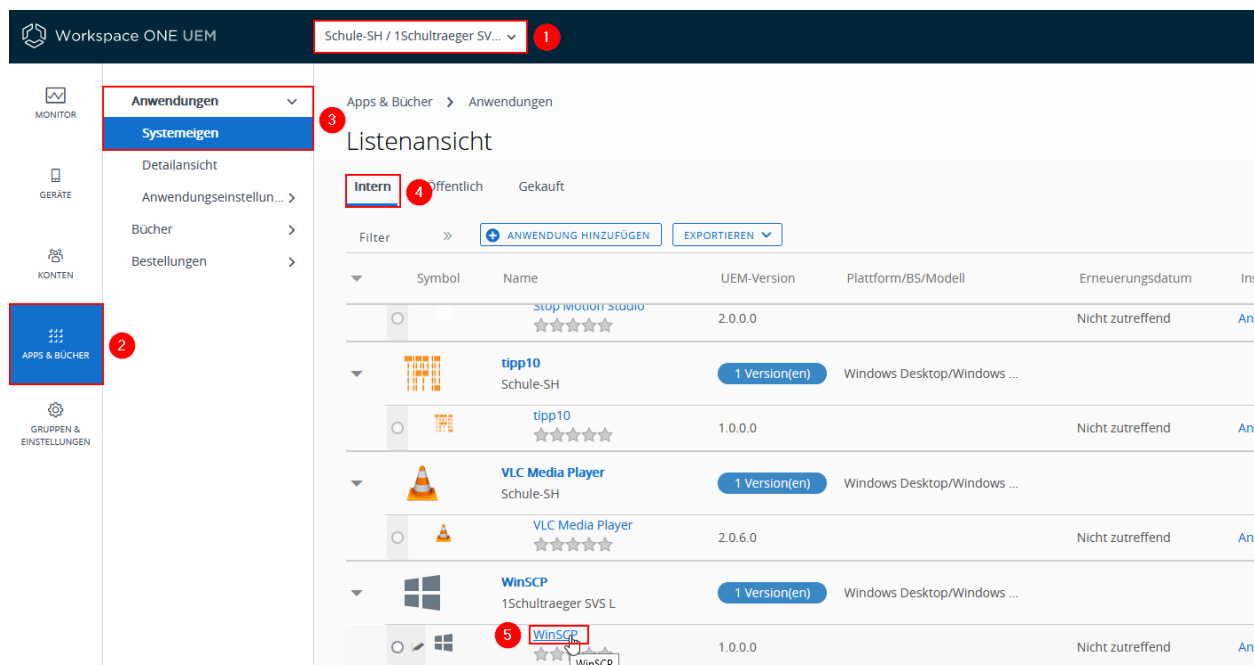 Workspace ONE UEM
Schule-SH / 1Schultraeger SV...
1
MONITOR
GERÄTE
KONTEN
APPS & BÜCHER
2
GRUPPEN &
EINSTELLUNGEN
Anwendungen
3
Systemeigen
Detailansicht
Anwendungseinstellun...
Bücher
Bestellungen
Apps & Bücher > Anwendungen
Listenansicht
Intern 4 Öffentlich Gekauft
Filter » ANWENDUNG HINZUFÜGEN EXPORTIEREN
Symbol Name UEM-Version Plattform/BS/Modell Erneuerungsdatum Ins
Stop Motion Studio
2.0.0.0 Nicht zutreffend An
tipp10
Schule-SH
1 Version(en) Windows Desktop/Windows ...
tipp10
1.0.0.0 Nicht zutreffend An
VLC Media Player
Schule-SH
1 Version(en) Windows Desktop/Windows ...
VLC Media Player
2.0.6.0 Nicht zutreffend An
WinSCP
1Schultraeger SVS L
1 Version(en) Windows Desktop/Windows ...
5 WinSCP
1.0.0.0 Nicht zutreffend An
WinSCP